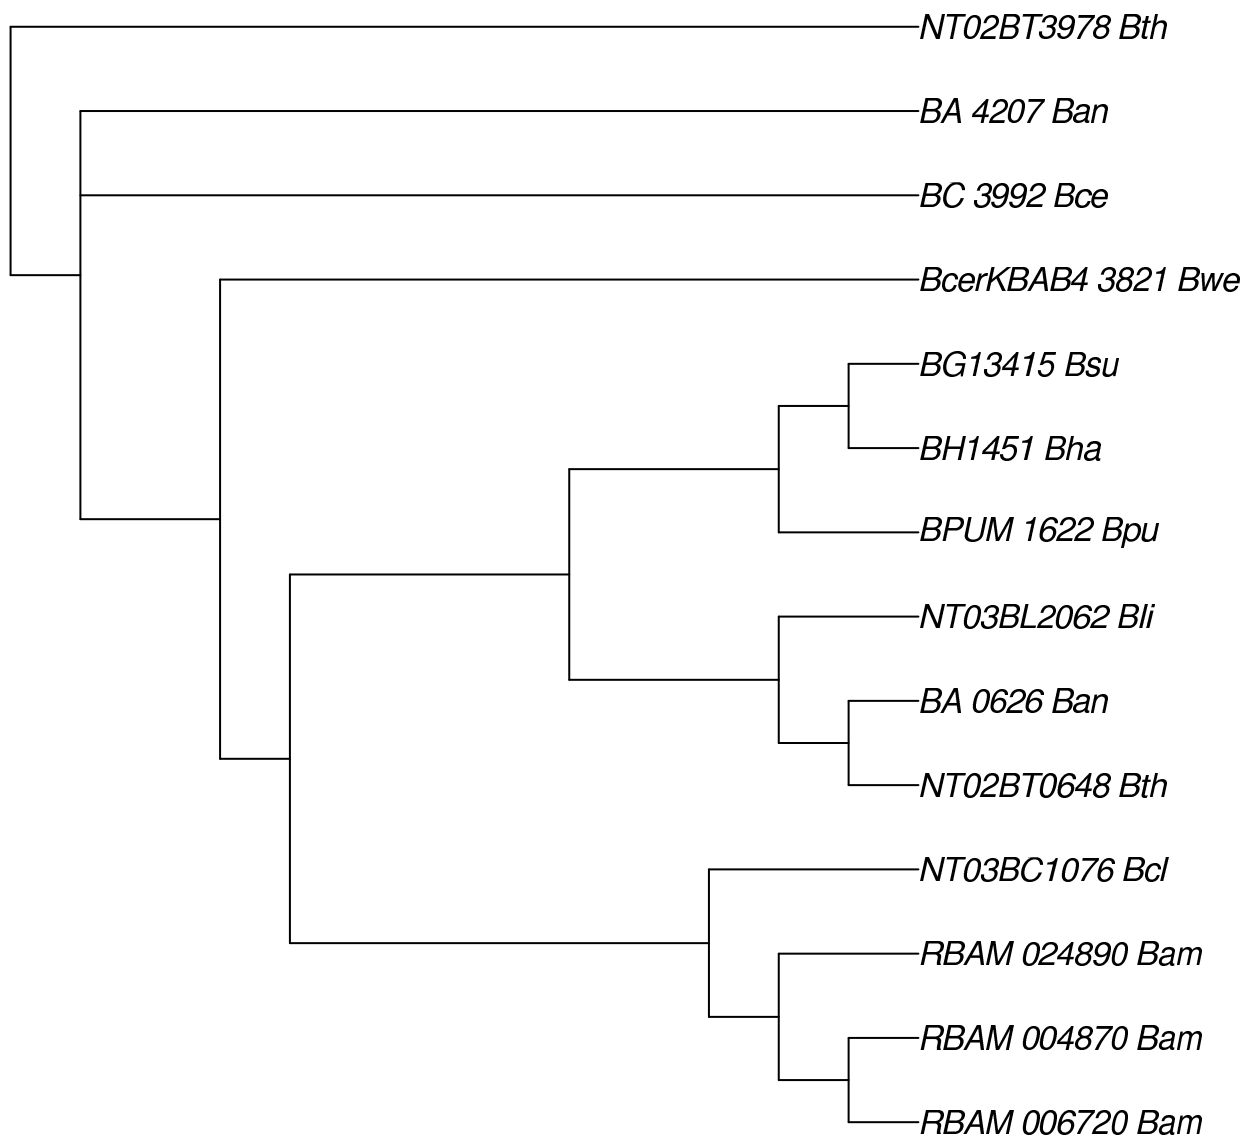 NT02BT3978 Bth
BA 4207 Ban
BC 3992 Bce
BcerKBAB4 3821 Bwe
BG13415 Bsu
BH1451 Bha
BPUM 1622 Bpu
NT03BL2062 Bli
BA 0626 Ban
NT02BT0648 Bth
NT03BC1076 Bcl
RBAM 024890 Bam
RBAM 004870 Bam
RBAM 006720 Bam